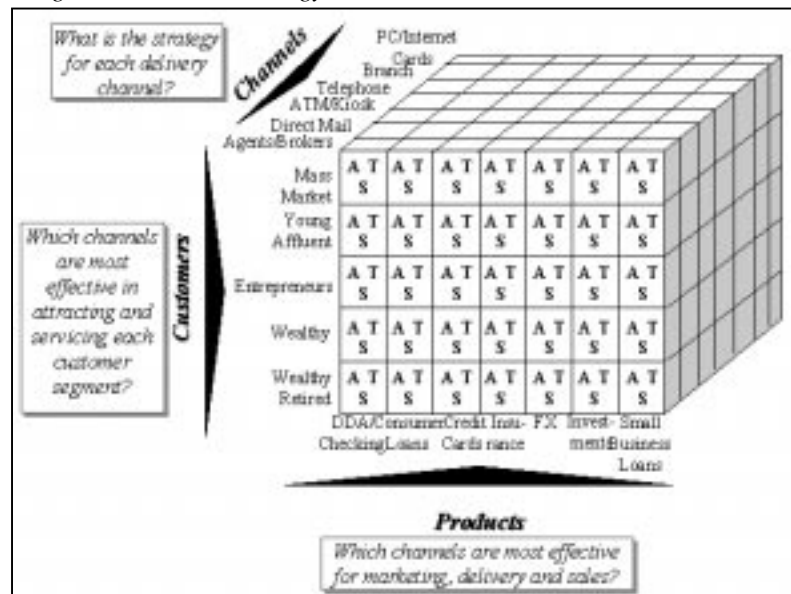 What is the strategy
for each delivery
channel?
Channels
PC/Internet
Cards
Branch
Telephone
ATM/Kiosk
Direct Mail
Agents/Brokers
Which channels
are most
effective in
attracting and
servicing each
customer
segment?
Customers
Mass
Market
A T A T A T A T A T A T A T
S S S S S S S
Young
Affluent
A T A T A T A T A T A T A T
S S S S S S S
Entrepreneurs
A T A T A T A T A T A T A T
S S S S S S S
Wealthy
A T A T A T A T A T A T A T
S S S S S S S
Wealthy
Retired
A T A T A T A T A T A T A T
S S S S S S S
DDA/Consumer Credit Insu- FX Invest- Small
Checking Loans Cards rance ments Business
Loans
Products
Which channels are most effective
for marketing, delivery and sales?